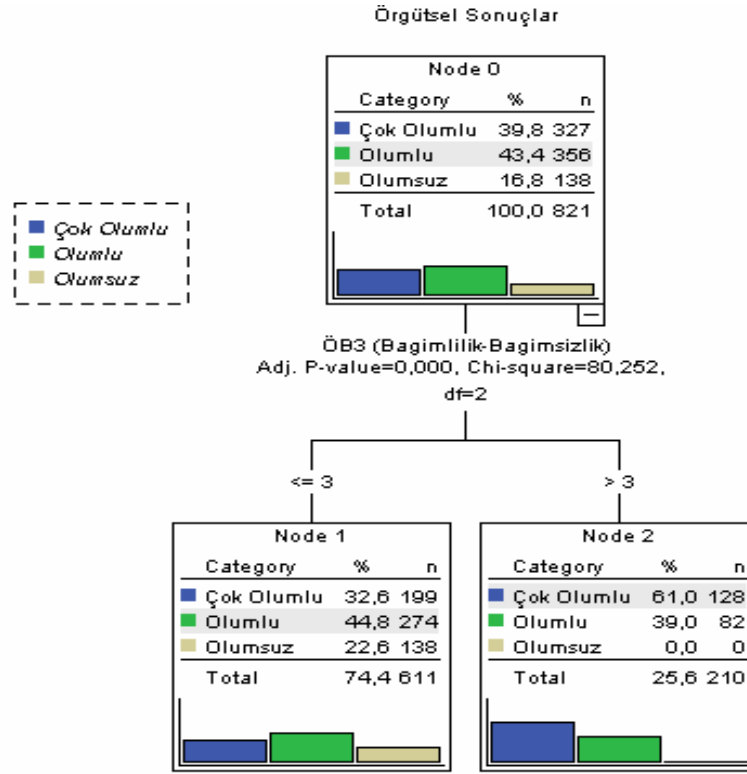 Örgütsel Sonuçlar
Node 0
Category % n
Çok Olumlu 39,8 327
Olumlu 43,4 356
Olumsuz 16,8 138
Total 100,0 821
Çok Olumlu
Olumlu
Olumsuz
ÖB3 (Bagimlilik-Bagimsizlik)
Adj. P-value=0,000, Chi-square=80,252,
df=2
<= 3
> 3
Node 1
Category % n
Çok Olumlu 32,6 199
Olumlu 44,8 274
Olumsuz 22,6 138
Total 74,4 611
Node 2
Category % n
Çok Olumlu 61,0 128
Olumlu 39,0 82
Olumsuz 0,0 0
Total 25,6 210